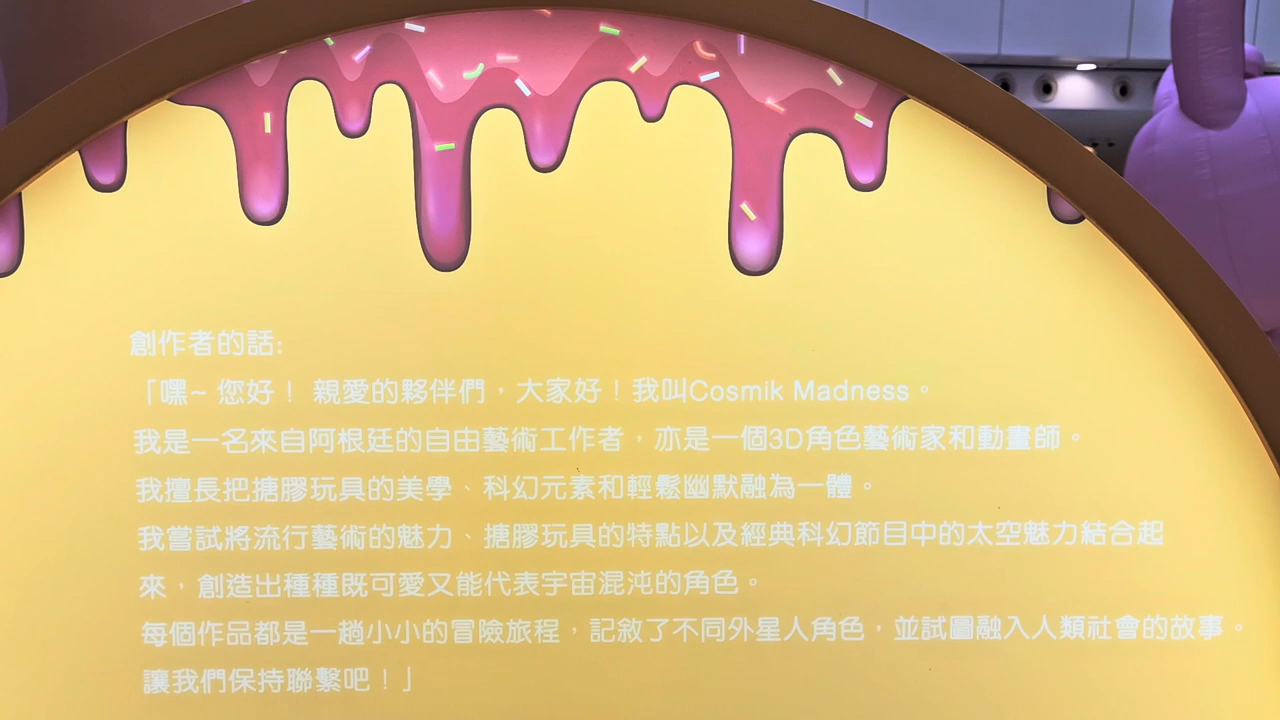 創作者的話:
「嘿~ 您好！ 親愛的夥伴們，大家好！我叫Cosmik Madness。
我是一名來自阿根廷的自由藝術工作者，亦是一個3D角色藝術家和動畫師。
我擅長把搪膠玩具的美學、科幻元素和輕鬆幽默融為一體。
我嘗試將流行藝術的魅力、搪膠玩具的特點以及經典科幻節目中的太空魅力結合起
來，創造出種種既可愛又能代表宇宙混沌的角色。
每個作品都是一趟小小的冒險旅程，記敘了不同外星人角色，並試圖融入人類社會的故事。
讓我們保持聯繫吧！」